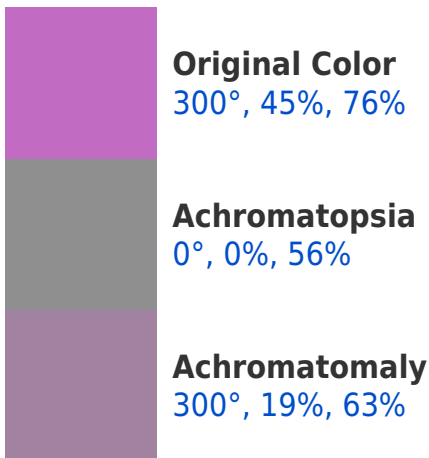 Original Color
300°, 45%, 76%
Achromatopsia
0°, 0%, 56%
Achromatomaly
300°, 19%, 63%